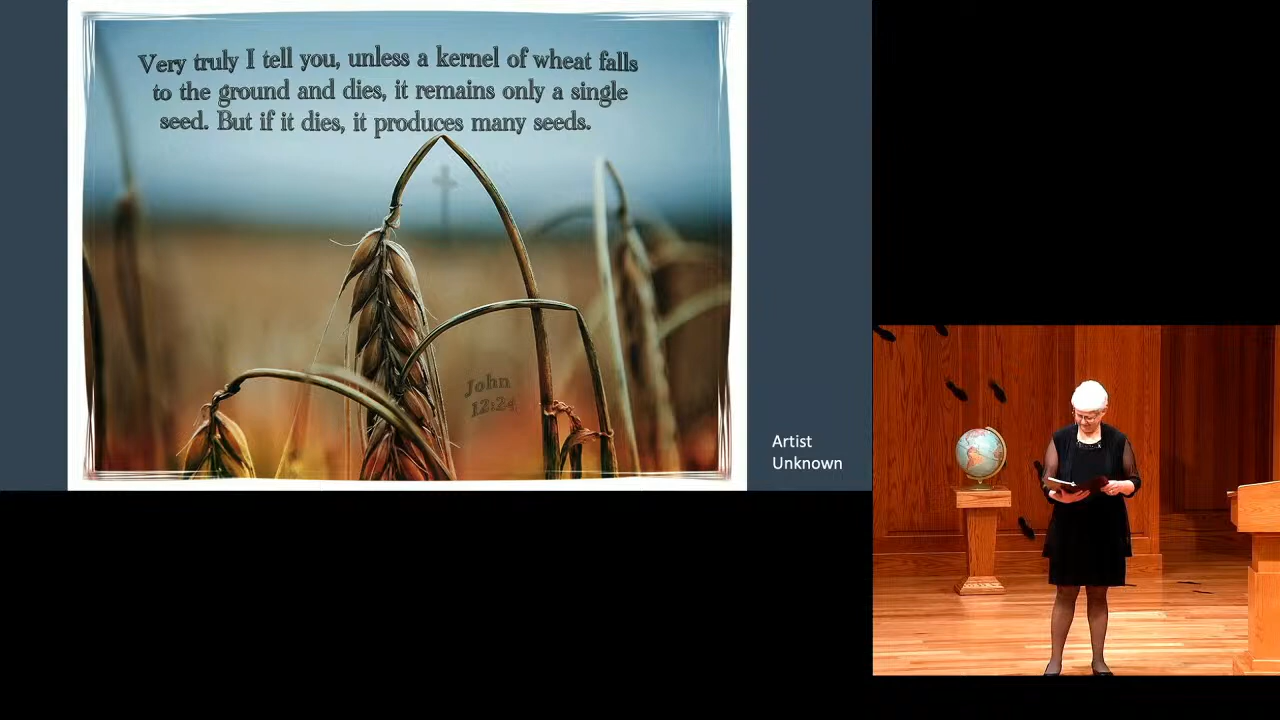 Very truly I tell you, unless a kernel of wheat falls
to the ground and dies, it remains only a single
seed. But if it dies, it produces many seeds.
John
12:24
Artist
Unknown